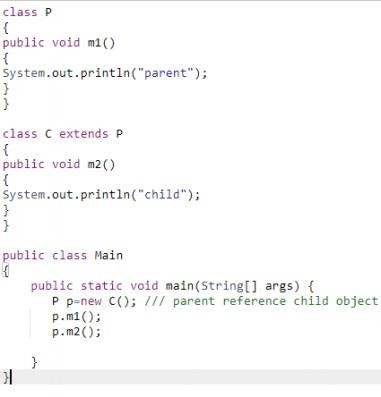 class P
{
public void m1()
{
System.out.println("parent");
}
}

class C extends P
{
public void m2()
{
System.out.println("child");
}
}

public class Main
{
    public static void main(String[] args) {
       P p=new C(); /// parent reference child object
       p.m1();
       p.m2();

    }
}